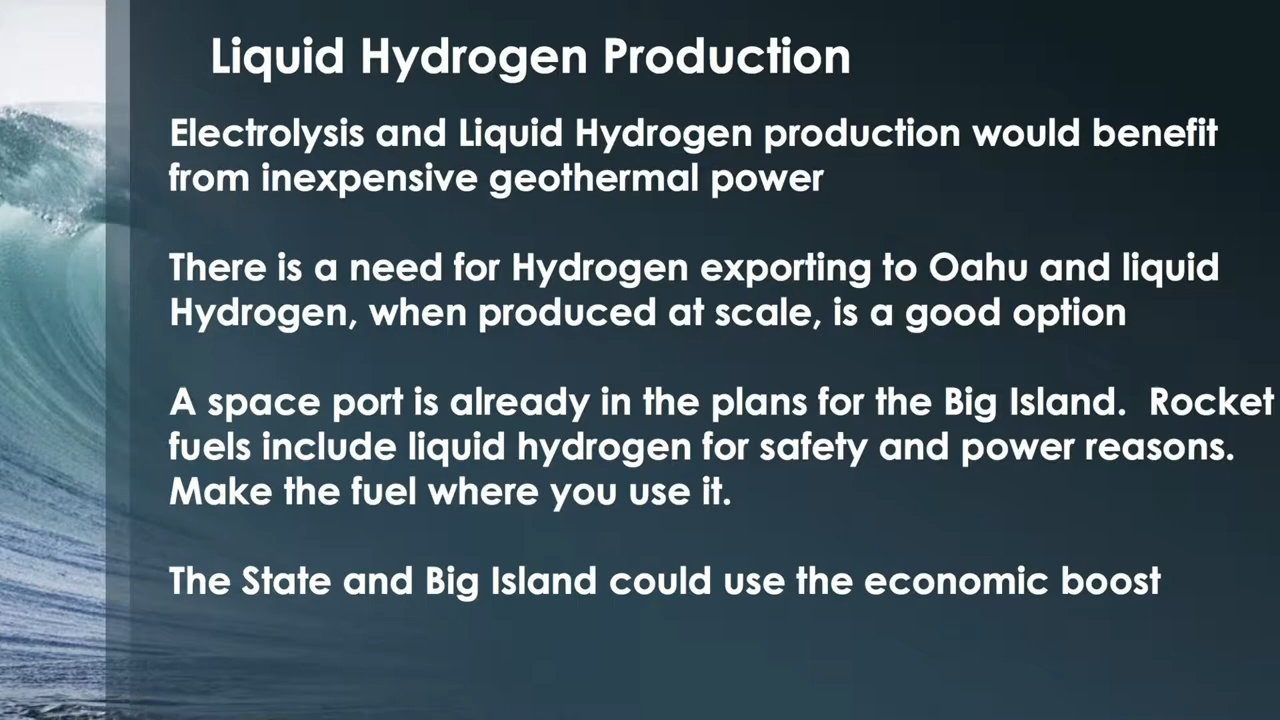 Liquid Hydrogen Production
Electrolysis and Liquid Hydrogen production would benefit
from inexpensive geothermal power
There is a need for Hydrogen exporting to Oahu and liquid
Hydrogen, when produced at scale, is a good option
A space port is already in the plans for the Big Island.  Rocket
fuels include liquid hydrogen for safety and power reasons.
Make the fuel where you use it.
The State and Big Island could use the economic boost